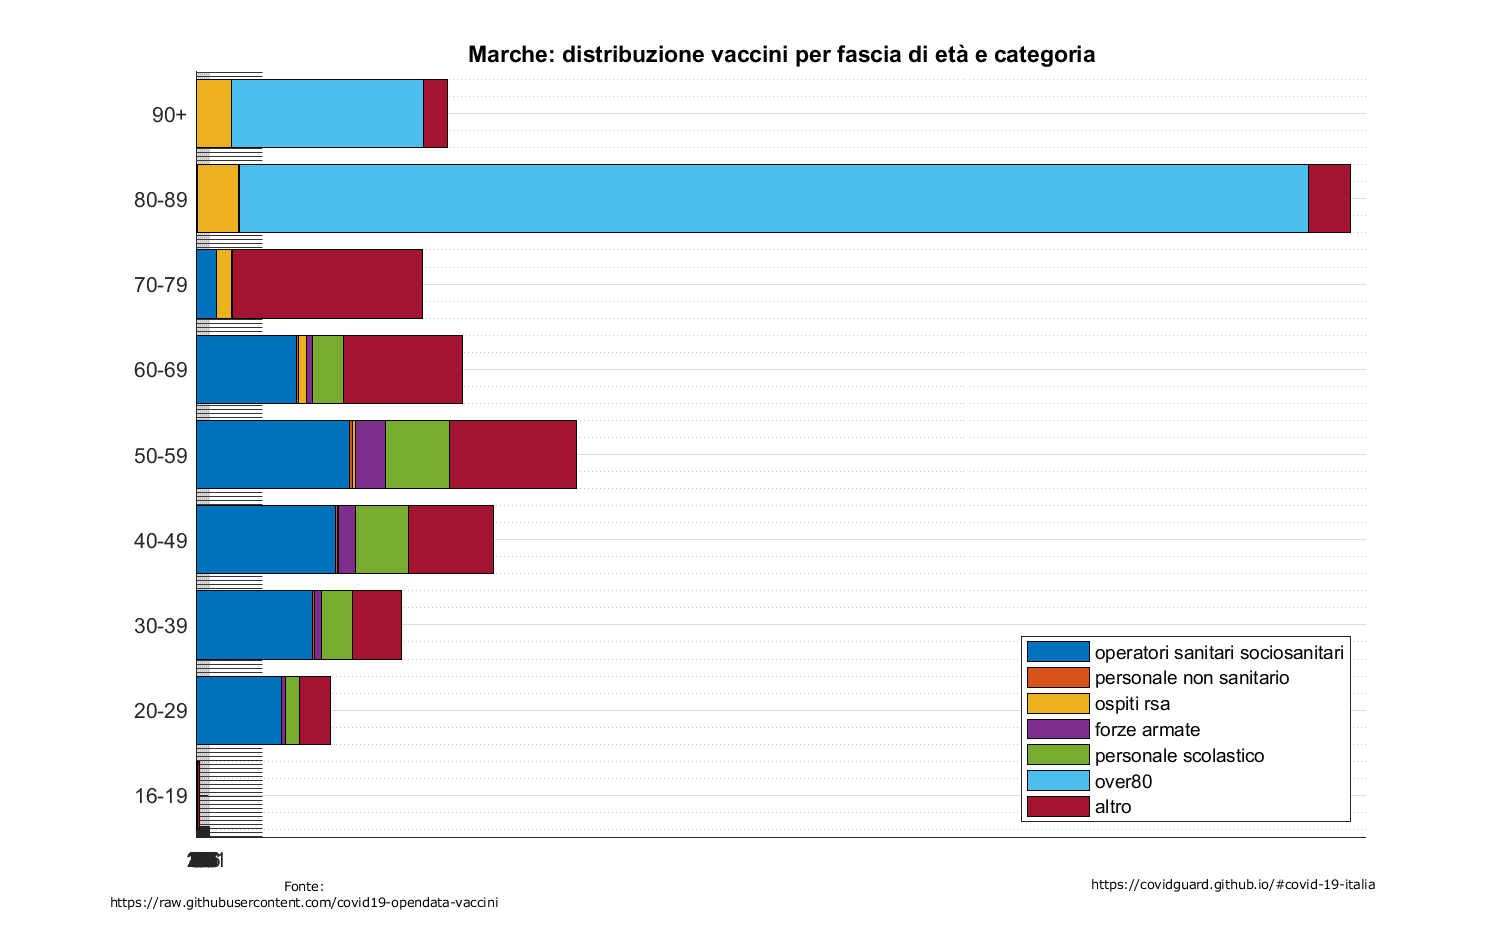 Marche: distribuzione vaccini per fascia di età e categoria
90+
80-89
70-79
60-69
50-59
40-49
30-39
20-29
16-19
operatori sanitari sociosanitari
personale non sanitario
ospiti rsa
forze armate
personale scolastico
over80
altro
Fonte:
https://raw.githubusercontent.com/covid19-opendata-vaccini
https://covidguard.github.io/#covid-19-italia